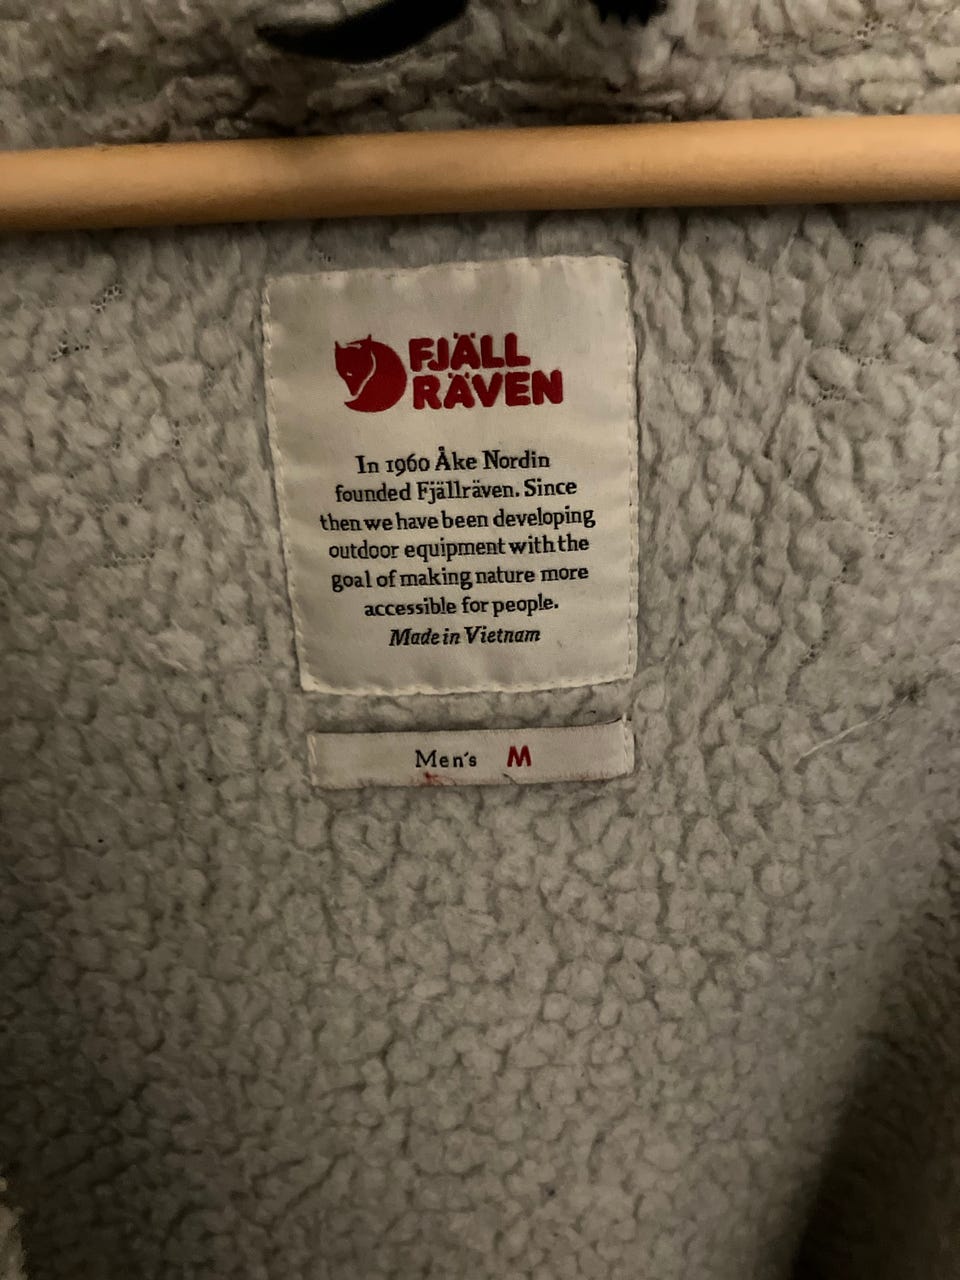 FJÄLL
RÄVEN
In 1960 Åke Nordin
founded Fjällräven. Since
then we have been developing
outdoor equipment with the
goal of making nature more
accessible for people.
Made in Vietnam
Men's M